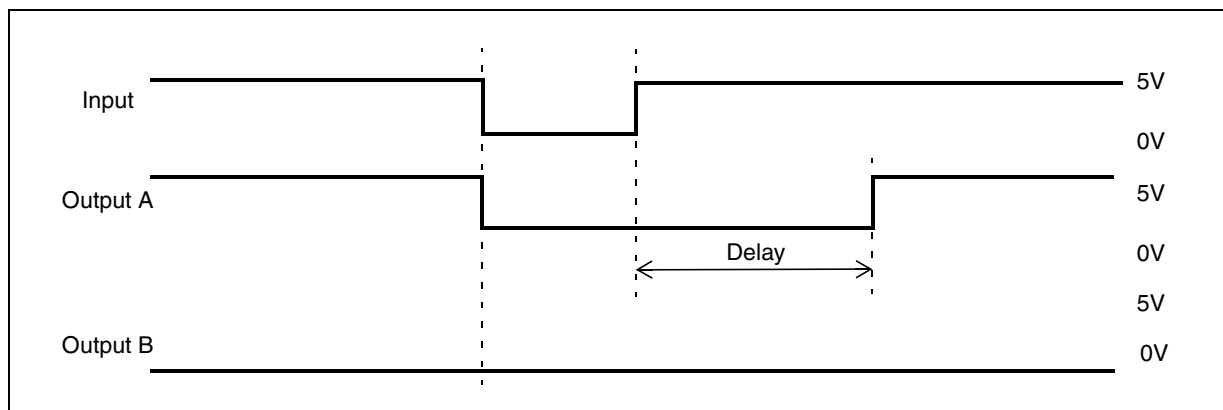 Input
5V
0V
Output A
5V
Delay
0V
5V
Output B
0V